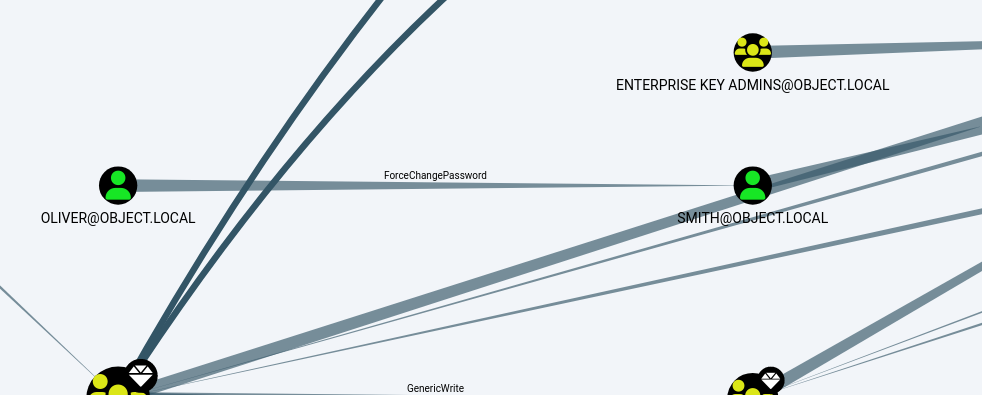 ENTERPRISE KEY ADMINS@OBJECT.LOCAL
ForceChangePassword
OLIVER@OBJECT.LOCAL
SMITH@OBJECT.LOCAL
GenericWrite